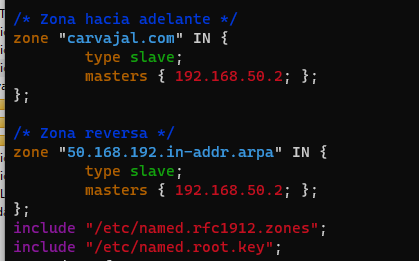 /* Zona hacia adelante */
zone "carvajal.com" IN {
        type slave;
        masters { 192.168.50.2; };
};
/* Zona reversa */
zone "50.168.192.in-addr.arpa" IN {
        type slave;
        masters { 192.168.50.2; };
};
include "/etc/named.rfc1912.zones";
include "/etc/named.root.key";